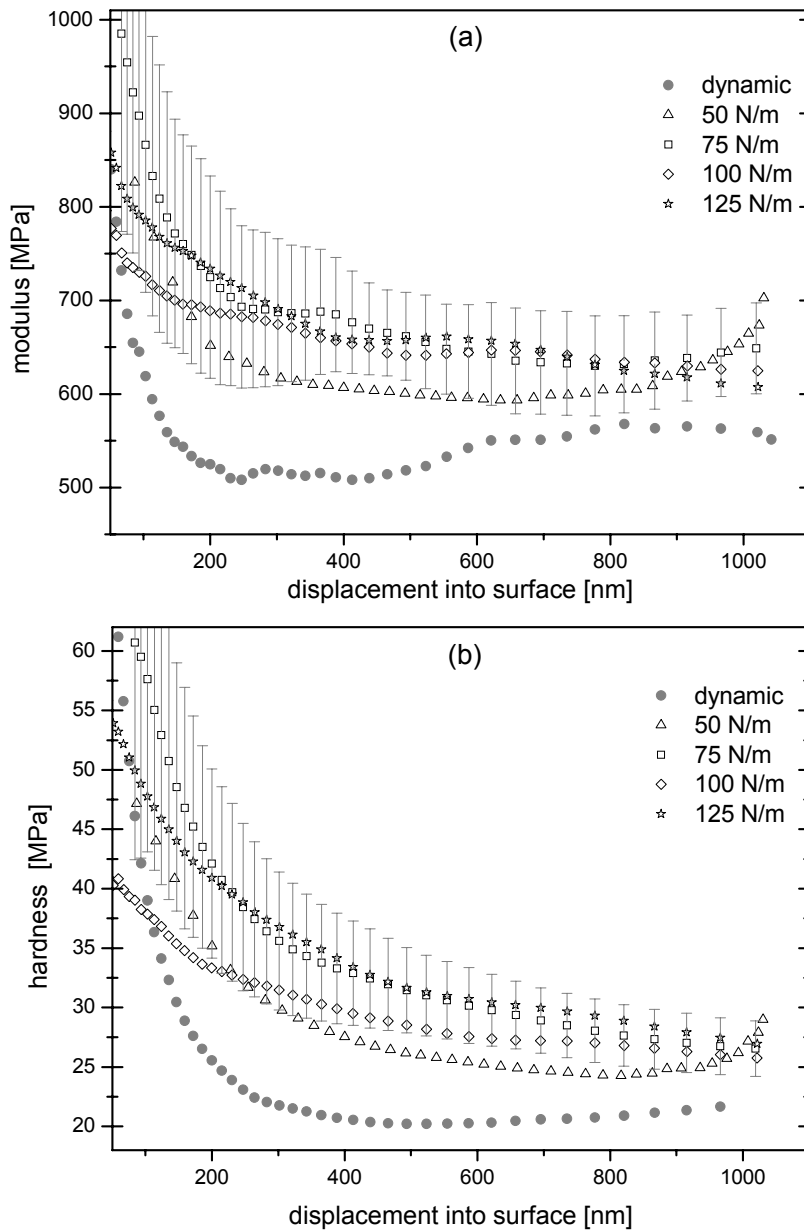 (a)
1000
900
800
700
600
500
modulus [MPa]
dynamic
50 N/m
75 N/m
100 N/m
125 N/m
200 400 600 800 1000
displacement into surface [nm]
(b)
60
55
50
45
40
35
30
25
20
hardness [MPa]
dynamic
50 N/m
75 N/m
100 N/m
125 N/m
200 400 600 800 1000
displacement into surface [nm]